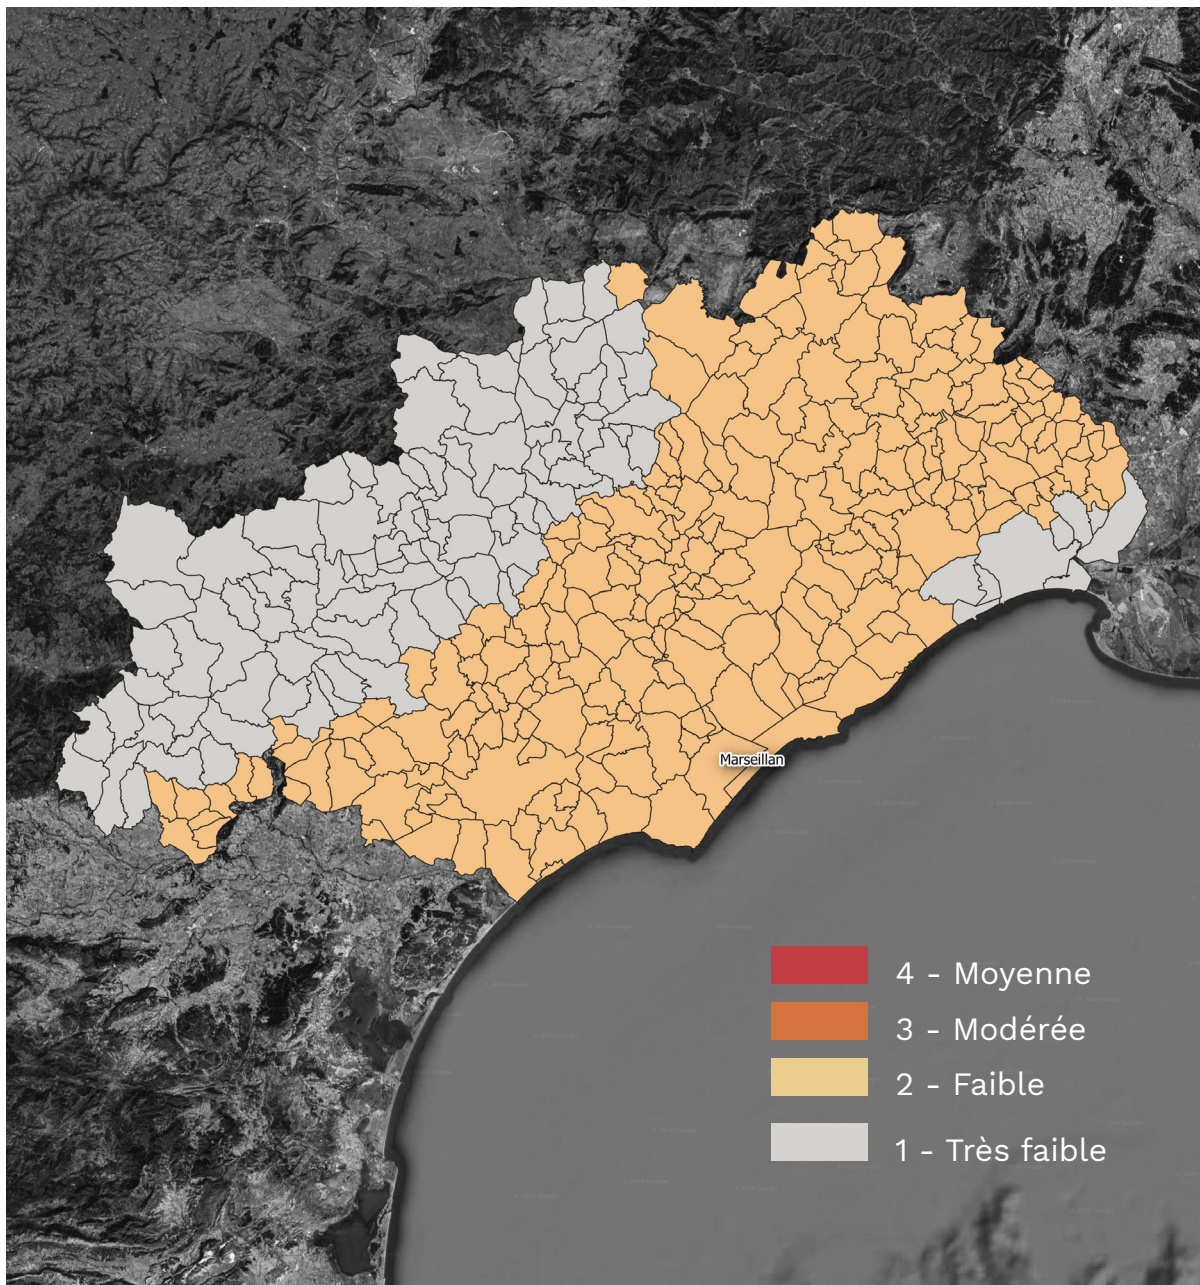 Marseillan
4 - Moyenne
3 - Modérée
2 - Faible
1 - Très faible